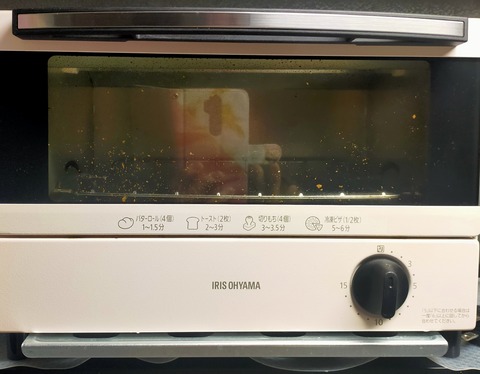 バターロール(4個)
1〜1.5分
トースト(2枚)
2〜3分
切りもち(4個)
3〜3.5分
冷凍ピザ(1/2枚)
5〜6分
IRIS OHYAMA
切
3
5
10
15